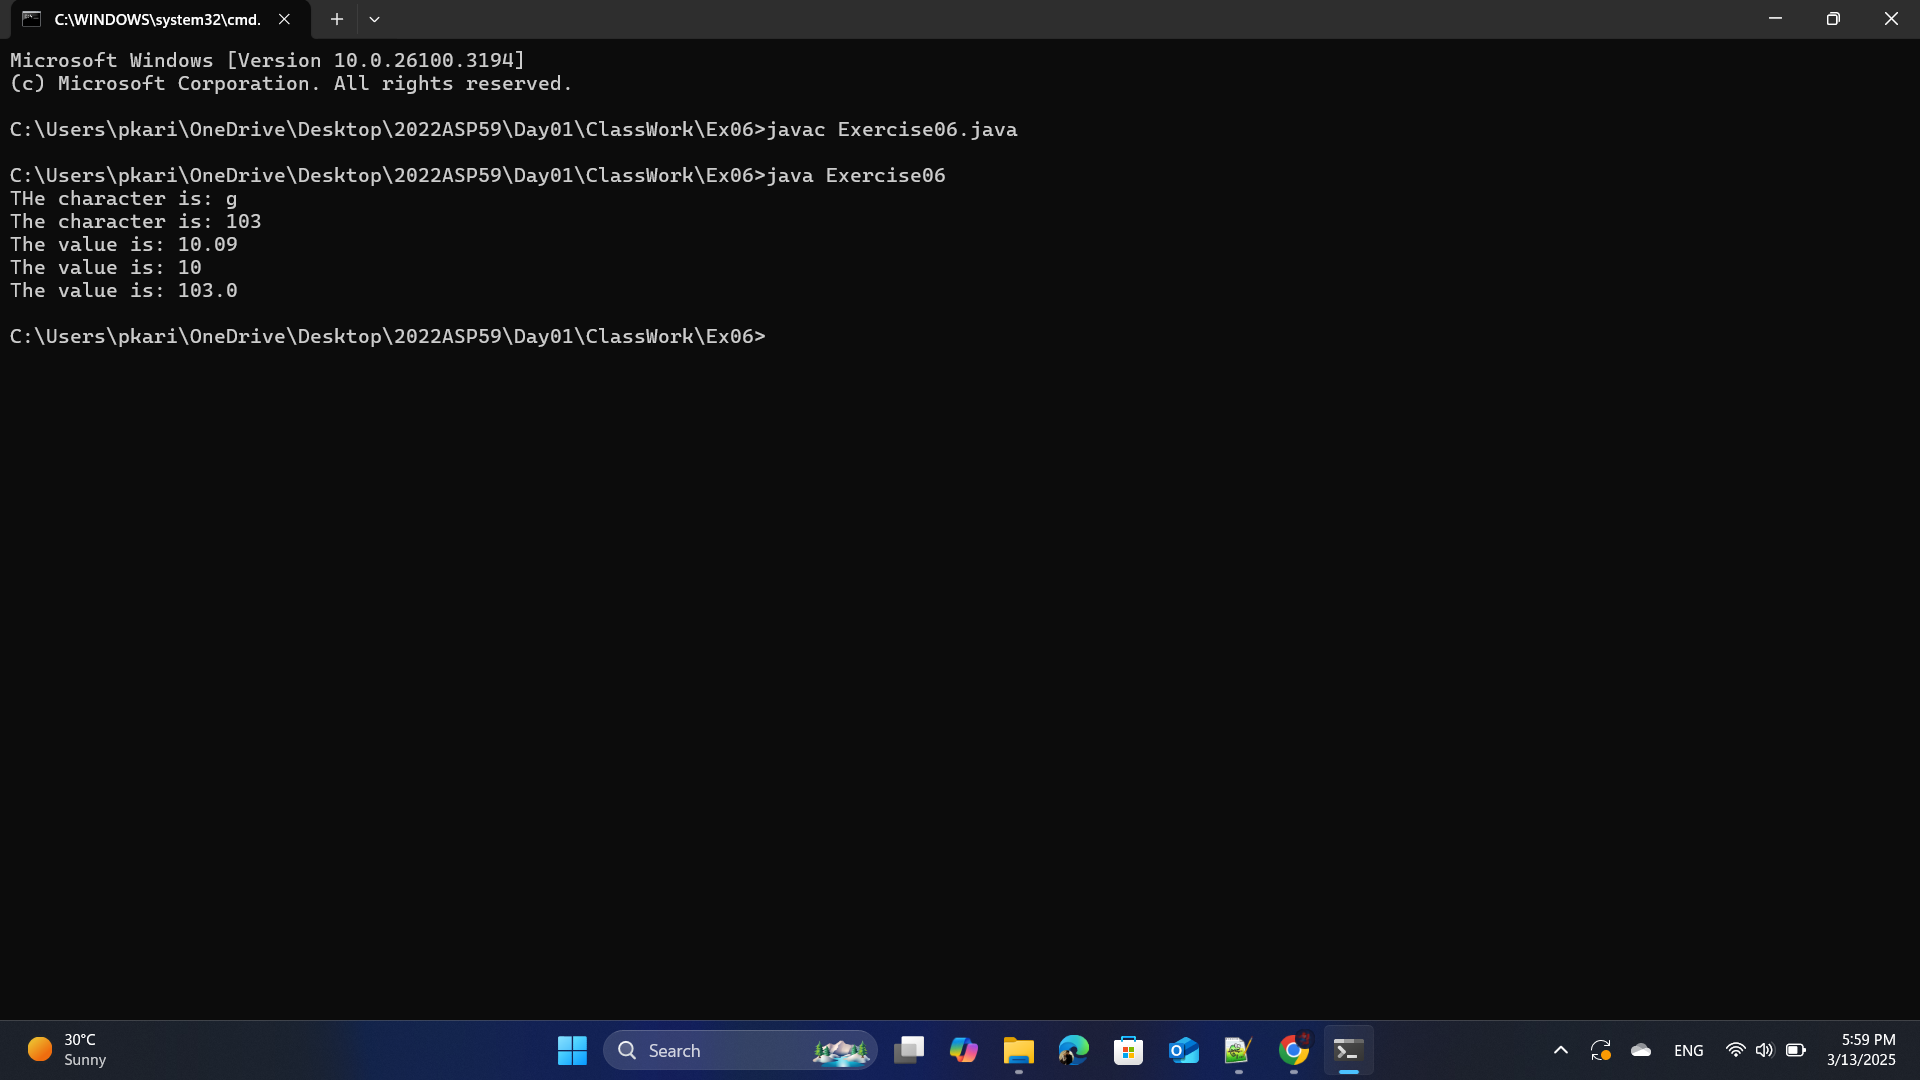 C:\WINDOWS\system32\cmd.
Microsoft Windows [Version 10.0.26100.3194]
(c) Microsoft Corporation. All rights reserved.
C:\Users\pkari\OneDrive\Desktop\2022ASP59\Day01\ClassWork\Ex06>javac Exercise06.java
C:\Users\pkari\OneDrive\Desktop\2022ASP59\Day01\ClassWork\Ex06>java Exercise06
THe character is: g
The character is: 103
The value is: 10.09
The value is: 10
The value is: 103.0
C:\Users\pkari\OneDrive\Desktop\2022ASP59\Day01\ClassWork\Ex06>
30°C
Sunny
Search
ENG
5:59 PM
3/13/2025